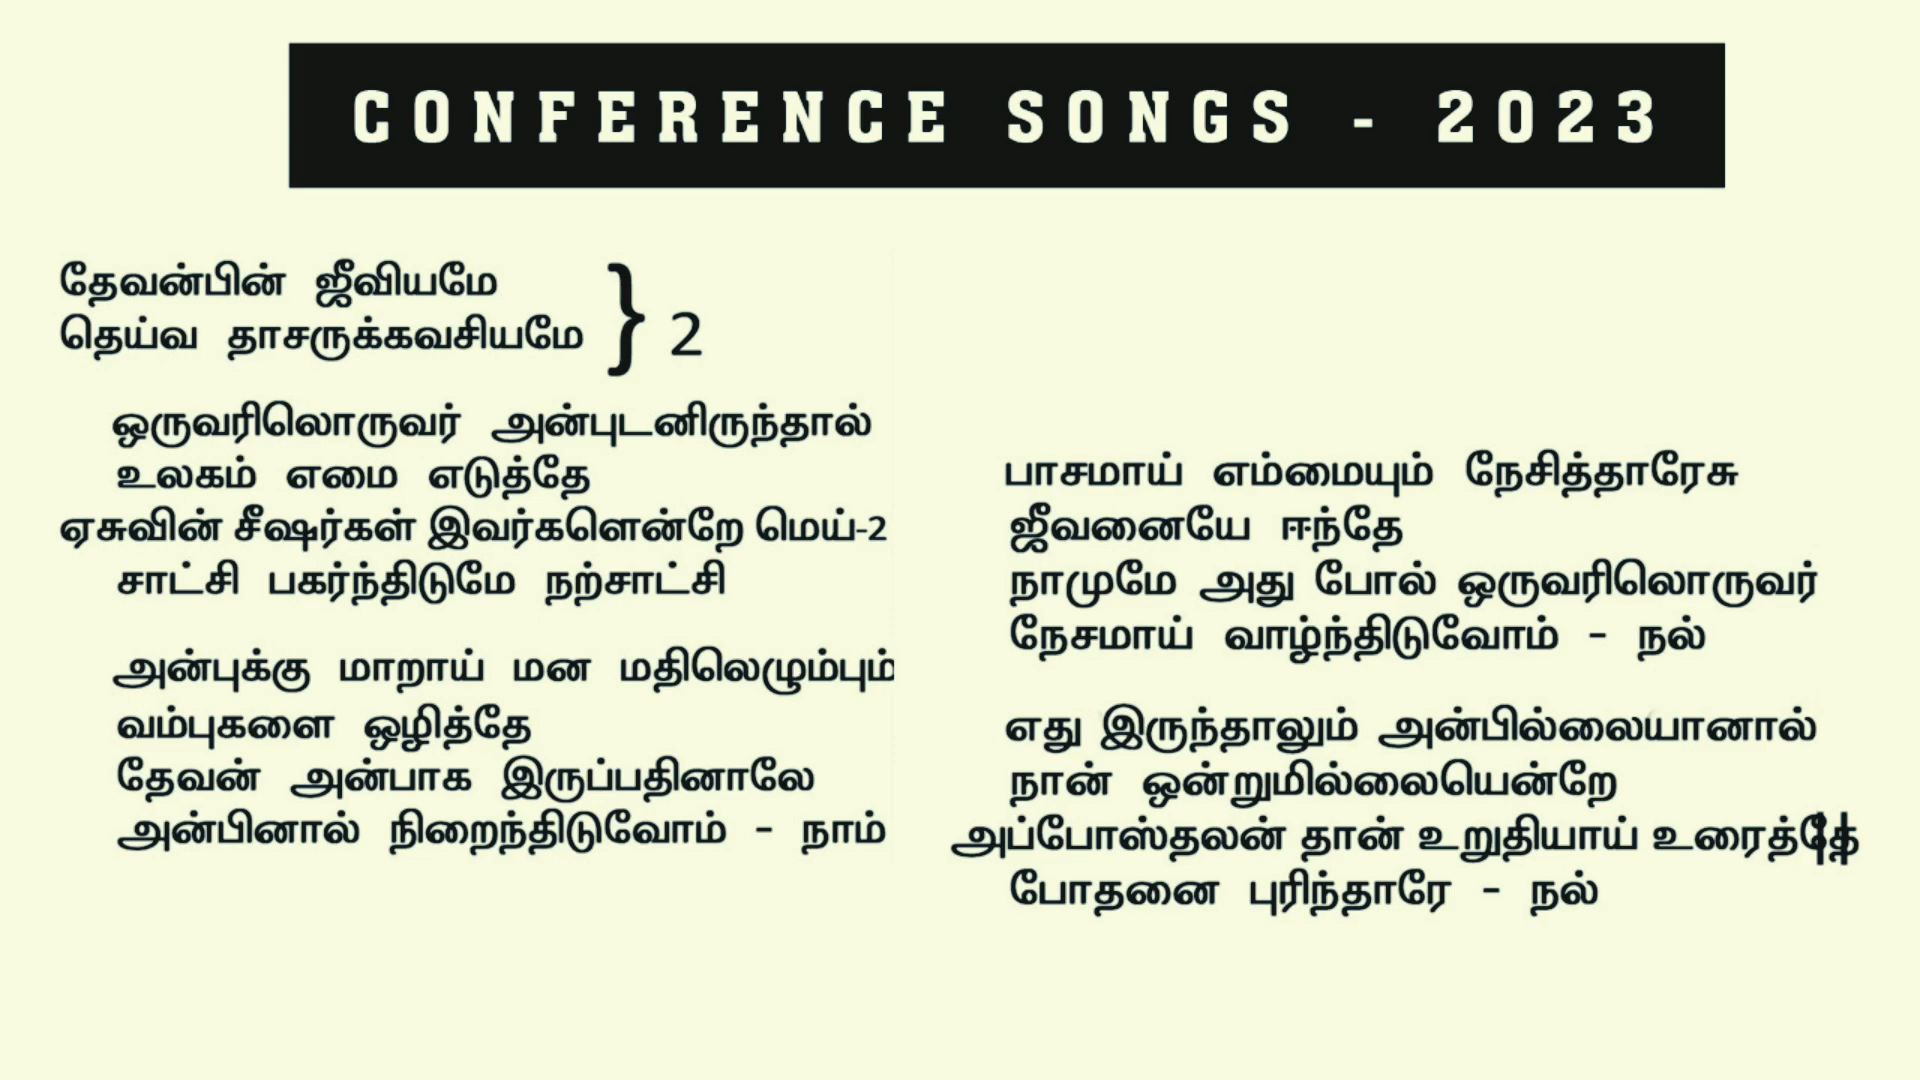 CONFERENCE SONGS - 2023
தேவன்பின் ஜீவியமே
தெய்வ தாசருக்கவசியமே } 2
ஒருவரிலொருவர் அன்புடனிருந்தால்
உலகம் எமை எடுத்தே
ஏசுவின் சீஷர்கள் இவர்களென்றே மெய்-2
சாட்சி பகர்ந்திடுமே நற்சாட்சி
அன்புக்கு மாறாய் மன மதிலெழும்பும்
வம்புகளை ஒழித்தே
தேவன் அன்பாக இருப்பதினாலே
அன்பினால் நிறைந்திடுவோம் - நாம்
பாசமாய் எம்மையும் நேசித்தாரேசு
ஜீவனையே ஈந்தே
நாமுமே அது போல் ஒருவரிலொருவர்
நேசமாய் வாழ்ந்திடுவோம் - நல்
எது இருந்தாலும் அன்பில்லையானால்
நான் ஒன்றுமில்லையென்றே
அப்போஸ்தலன் தான் உறுதியாய் உரைத்தே
போதனை புரிந்தாரே - நல்